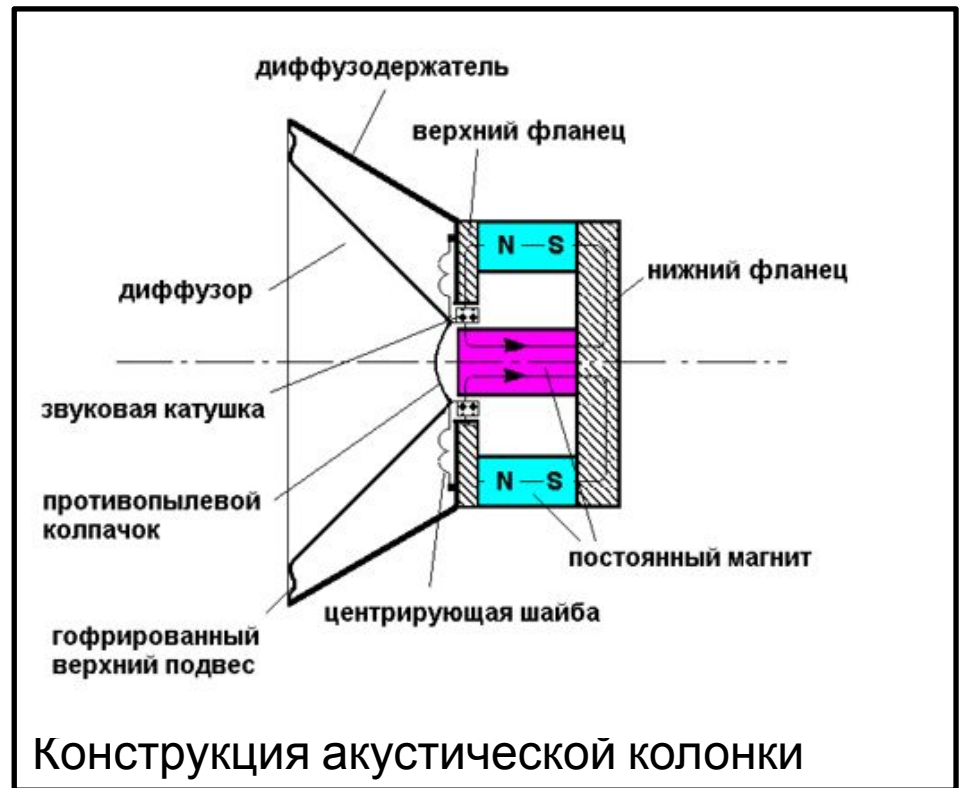 диффузодержатель
верхний фланец
N — S
нижний фланец
диффузор
звуковая катушка
противопылевой
колпачок
N — S
постоянный магнит
центрирующая шайба
гофрированный
верхний подвес
Конструкция акустической колонки